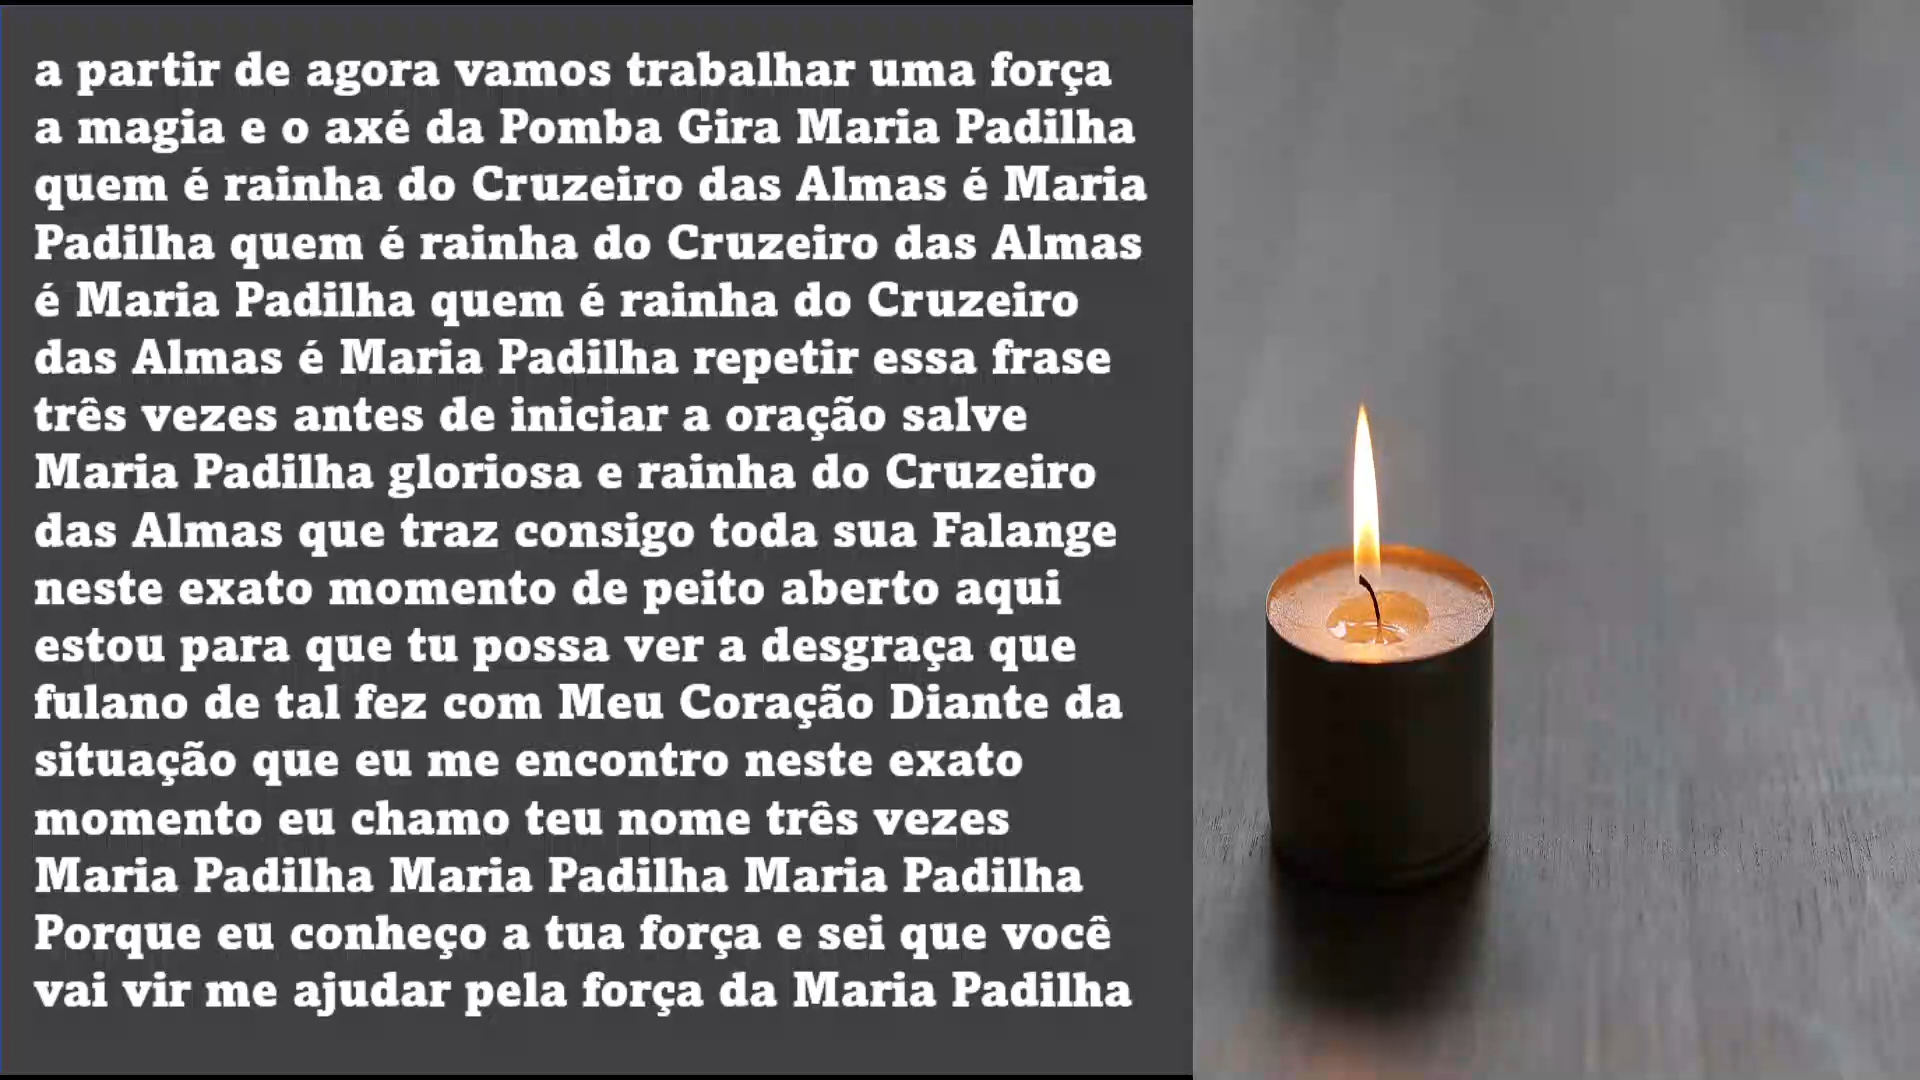 a partir de agora vamos trabalhar uma força
a magia e o axé da Pomba Gira Maria Padilha
quem é rainha do Cruzeiro das Almas é Maria
Padilha quem é rainha do Cruzeiro das Almas
é Maria Padilha quem é rainha do Cruzeiro
das Almas é Maria Padilha repetir essa frase
três vezes antes de iniciar a oração salve
Maria Padilha gloriosa e rainha do Cruzeiro
das Almas que traz consigo toda sua Falange
neste exato momento de peito aberto aqui
estou para que tu possa ver a desgraça que
fulano de tal fez com Meu Coração Diante da
situação que eu me encontro neste exato
momento eu chamo teu nome três vezes
Maria Padilha Maria Padilha Maria Padilha
Porque eu conheço a tua força e sei que você
vai vir me ajudar pela força da Maria Padilha